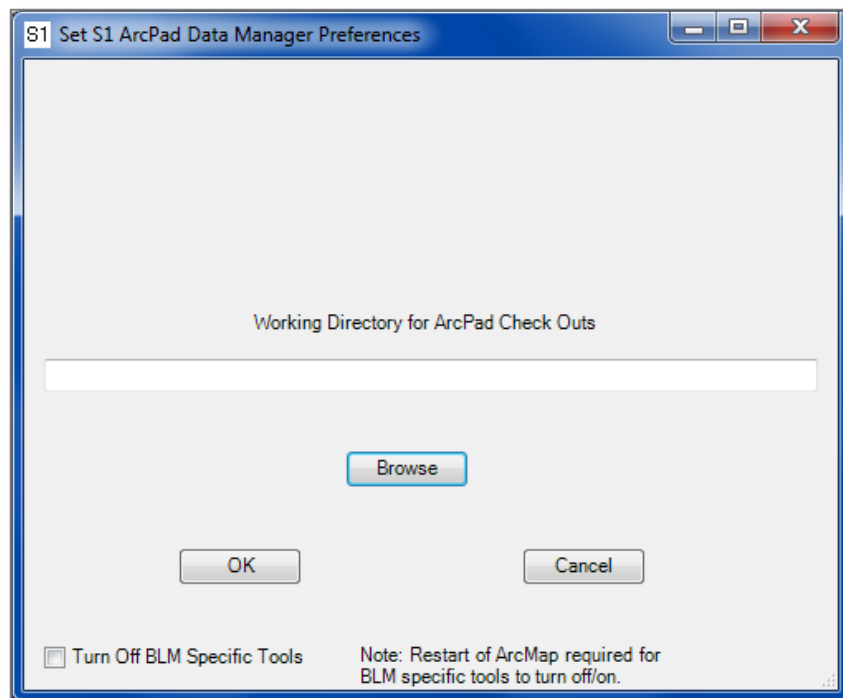 S1 Set S1 ArcPad Data Manager Preferences
Working Directory for ArcPad Check Outs
Browse
OK
Cancel
Turn Off BLM Specific Tools
Note: Restart of ArcMap required for
BLM specific tools to turn off/on.